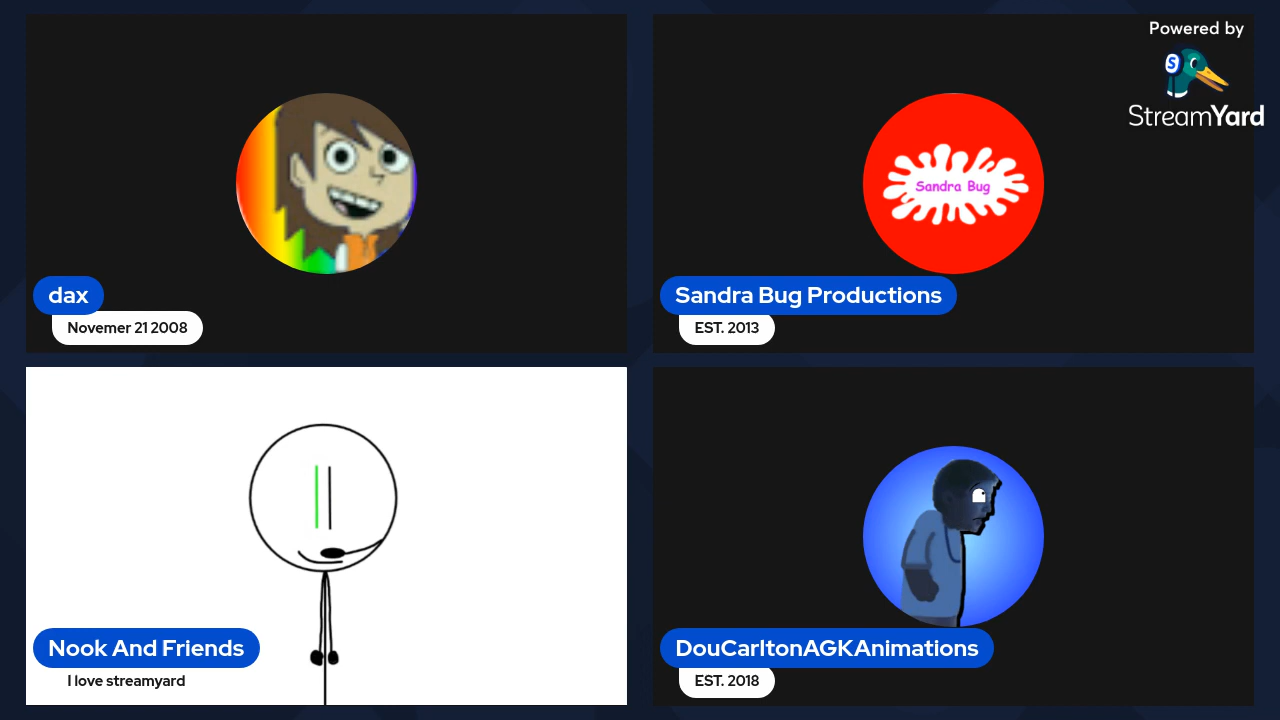 Powered by
S
StreamYard
Sandra Bug
dax
Novemer 21 2008
Sandra Bug Productions
EST. 2013
Nook And Friends
I love streamyard
DouCarltonAGKAnimations
EST. 2018